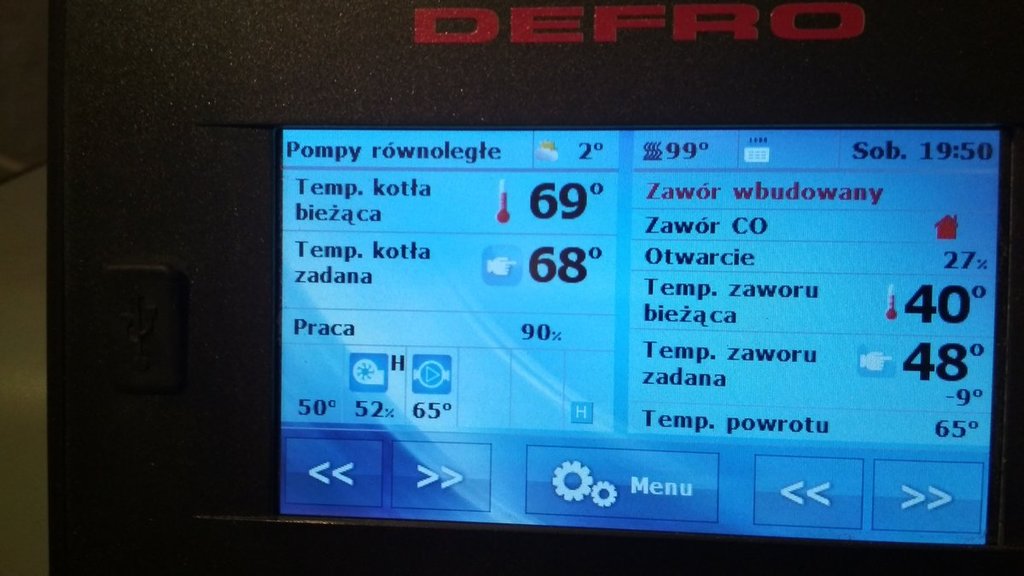 DEFRO
Pompy równoległe 2°
99° Sob. 19:50
Temp. kotła
bieżąca 69°
Temp. kotła
zadana 68°
Praca 90%
H
50° 52% 65° H
Zawór wbudowany
Zawór CO
Otwarcie 27%
Temp. zaworu
bieżąca 40°
Temp. zaworu
zadana 48°
-9°
Temp. powrotu 65°
<< >> Menu << >>